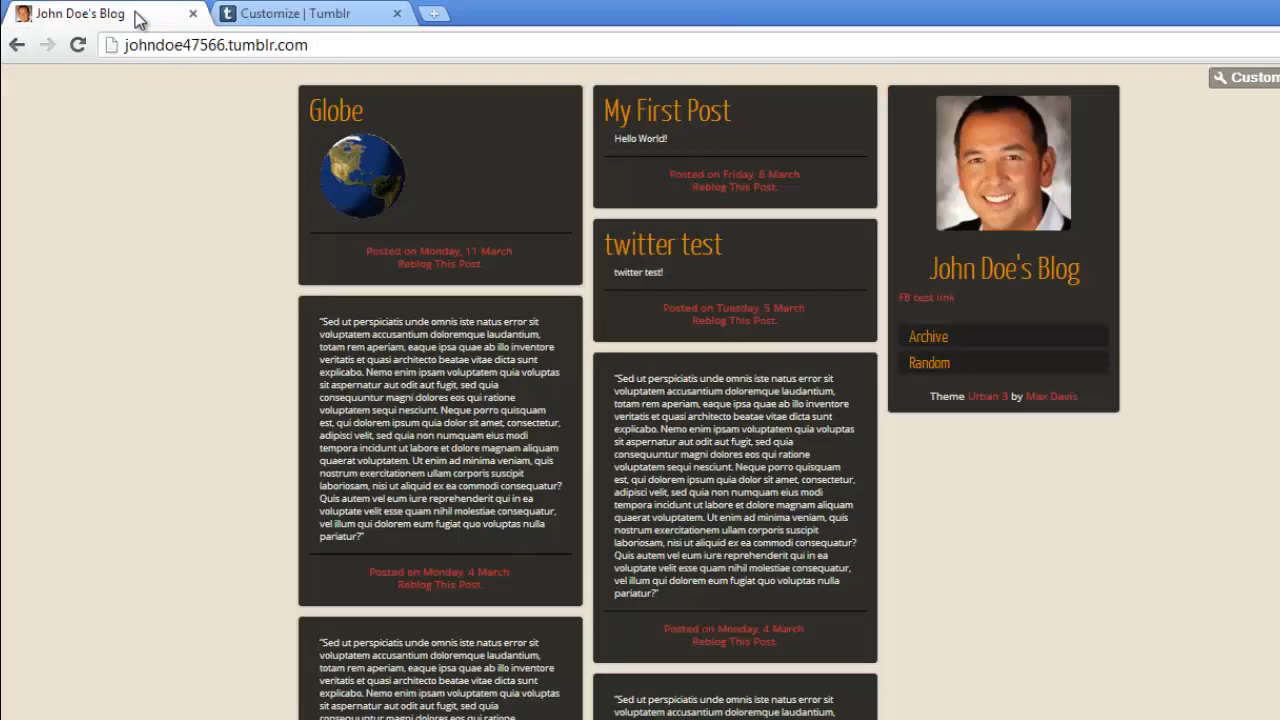 John Doe's Blog
Customize | Tumblr
johndoe47566.tumblr.com
Custom
Globe
Posted on Monday, 11 March
Reblog This Post.
"Sed ut perspiciatis unde omnis iste natus error sit
voluptatem accusantium doloremque laudantium,
totam rem aperiam, eaque ipsa quae ab illo inventore
veritatis et quasi architecto beatae vitae dicta sunt
explicabo. Nemo enim ipsam voluptatem quia voluptas
sit aspernatur aut odit aut fugit, sed quia
consequuntur magni dolores eos qui ratione
voluptatem sequi nesciunt. Neque porro quisquam
est, qui dolorem ipsum quia dolor sit amet, consectetur,
adipisci velit, sed quia non numquam eius modi
tempora incidunt ut labore et dolore magnam aliquam
quaerat voluptatem. Ut enim ad minima veniam, quis
nostrum exercitationem ullam corporis suscipit
laboriosam, nisi ut aliquid ex ea commodi consequatur?
Quis autem vel eum iure reprehenderit qui in ea
voluptate velit esse quam nihil molestiae consequatur,
vel illum qui dolorem eum fugiat quo voluptas nulla
pariatur?"
Posted on Monday, 4 March
Reblog This Post.
"Sed ut perspiciatis unde omnis iste natus error sit
voluptatem accusantium doloremque laudantium,
totam rem aperiam, eaque ipsa quae ab illo inventore
veritatis et quasi architecto beatae vitae dicta sunt
explicabo. Nemo enim ipsam voluptatem quia voluptas
sit aspernatur aut odit aut fugit, sed quia
consequuntur magni dolores eos qui ratione
My First Post
Hello World!
Posted on Friday, 8 March
Reblog This Post.
twitter test
twitter test!
Posted on Tuesday, 5 March
Reblog This Post.
"Sed ut perspiciatis unde omnis iste natus error sit
voluptatem accusantium doloremque laudantium,
totam rem aperiam, eaque ipsa quae ab illo inventore
veritatis et quasi architecto beatae vitae dicta sunt
explicabo. Nemo enim ipsam voluptatem quia voluptas
sit aspernatur aut odit aut fugit, sed quia
consequuntur magni dolores eos qui ratione
voluptatem sequi nesciunt. Neque porro quisquam
est, qui dolorem ipsum quia dolor sit amet, consectetur,
adipisci velit, sed quia non numquam eius modi
tempora incidunt ut labore et dolore magnam aliquam
quaerat voluptatem. Ut enim ad minima veniam, quis
nostrum exercitationem ullam corporis suscipit
laboriosam, nisi ut aliquid ex ea commodi consequatur?
Quis autem vel eum iure reprehenderit qui in ea
voluptate velit esse quam nihil molestiae consequatur,
vel illum qui dolorem eum fugiat quo voluptas nulla
pariatur?"
Posted on Monday, 4 March
Reblog This Post.
"Sed ut perspiciatis unde omnis iste natus error sit
voluptatem accusantium doloremque laudantium,
John Doe's Blog
FB test link
Archive
Random
Theme Urban 3 by Max Davis